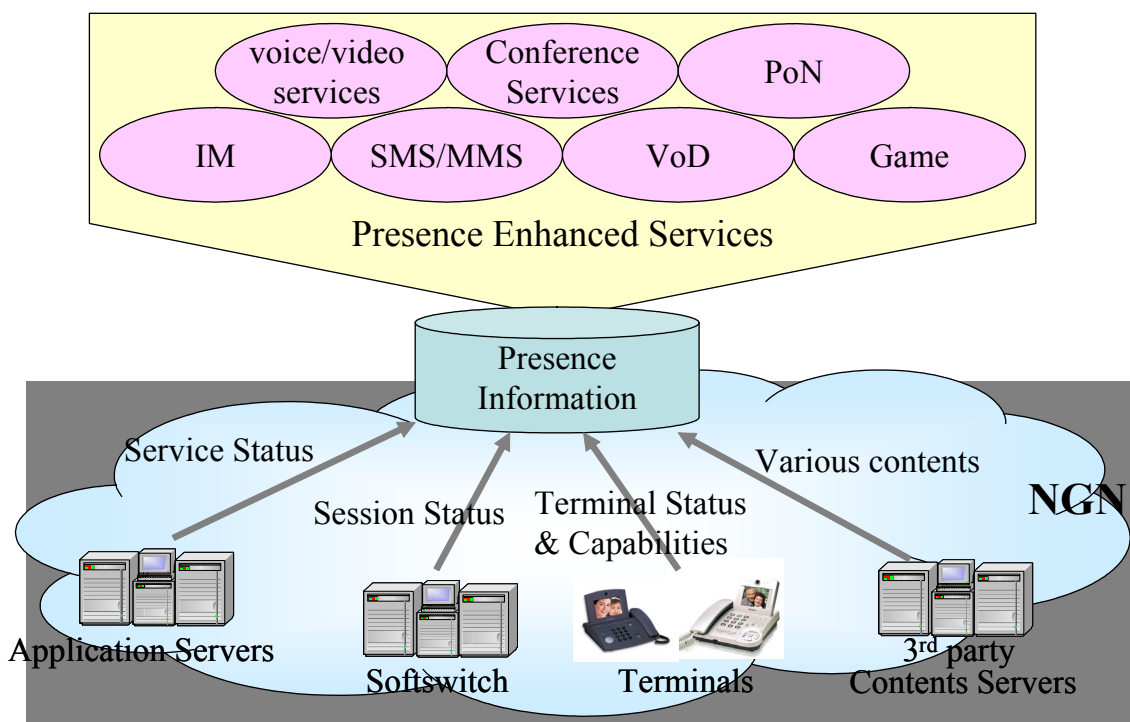 voice/video
services
Conference
Services
PoN
IM
SMS/MMS
VoD
Game
Presence Enhanced Services
Presence
Information
Service Status
Session Status
Terminal Status
& Capabilities
Various contents
NGN
Application Servers
Softswitch
Terminals
3rd party
Contents Servers